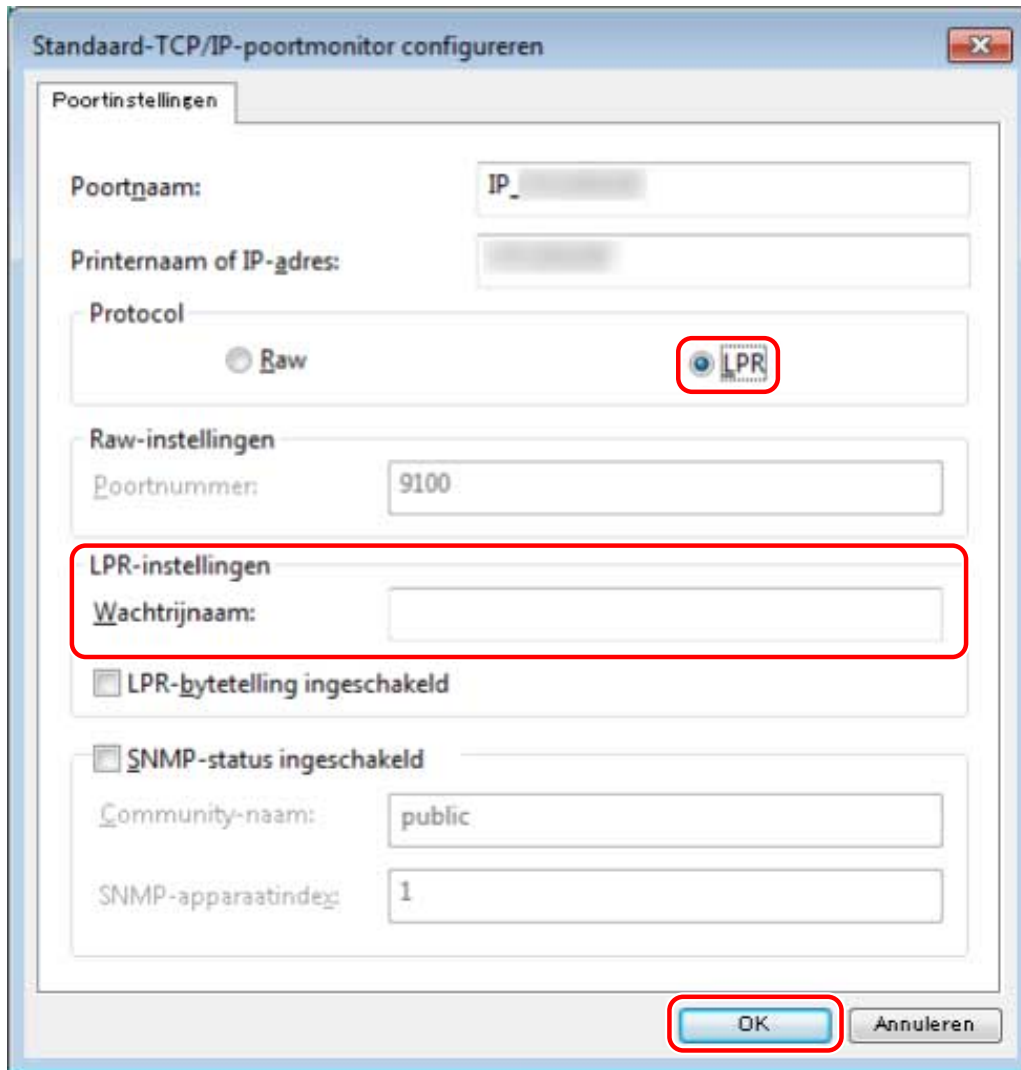 Standaard-TCP/IP-poortmonitor configureren
Poortinstellingen
Poortnaam: IP_
Printernaam of IP-adres:
Protocol
Raw LPR
Raw-instellingen
Poortnummer: 9100
LPR-instellingen
Wachtrijnaam:
LPR-bytetelling ingeschakeld
SNMP-status ingeschakeld
Community-naam: public
SNMP-apparaatindex: 1
OK Annuleren